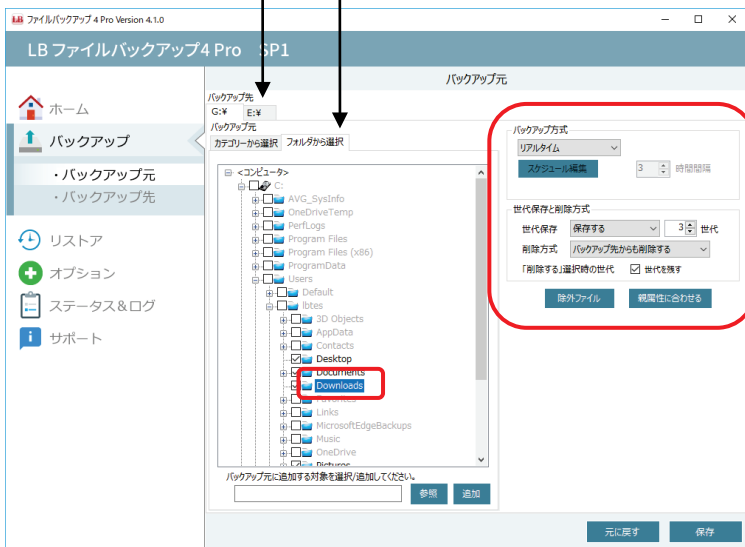 LB ファイルバックアップ 4 Pro Version 4.1.0
LB ファイルバックアップ4 Pro SP1
ホーム
バックアップ
・バックアップ元
・バックアップ先
リストア
オプション
ステータス＆ログ
サポート
バックアップ元
バックアップ先
G:¥ E:¥
バックアップ元
カテゴリーから選択 フォルダから選択
<コンピュータ>
C:
AVG_SysInfo
OneDriveTemp
PerfLogs
Program Files
Program Files (x86)
ProgramData
Users
Default
lbtes
3D Objects
AppData
Contacts
Desktop
Documents
Downloads
Favorites
Links
MicrosoftEdgeBackups
Music
OneDrive
Pictures
バックアップ元に追加する対象を選択/追加してください。
参照 追加
バックアップ方式
リアルタイム
スケジュール編集 3 時間間隔
世代保存と削除方式
世代保存 保存する 3 世代
削除方式 バックアップ先からも削除する
「削除する」選択時の世代 世代を残す
除外ファイル 親属性に合わせる
元に戻す 保存